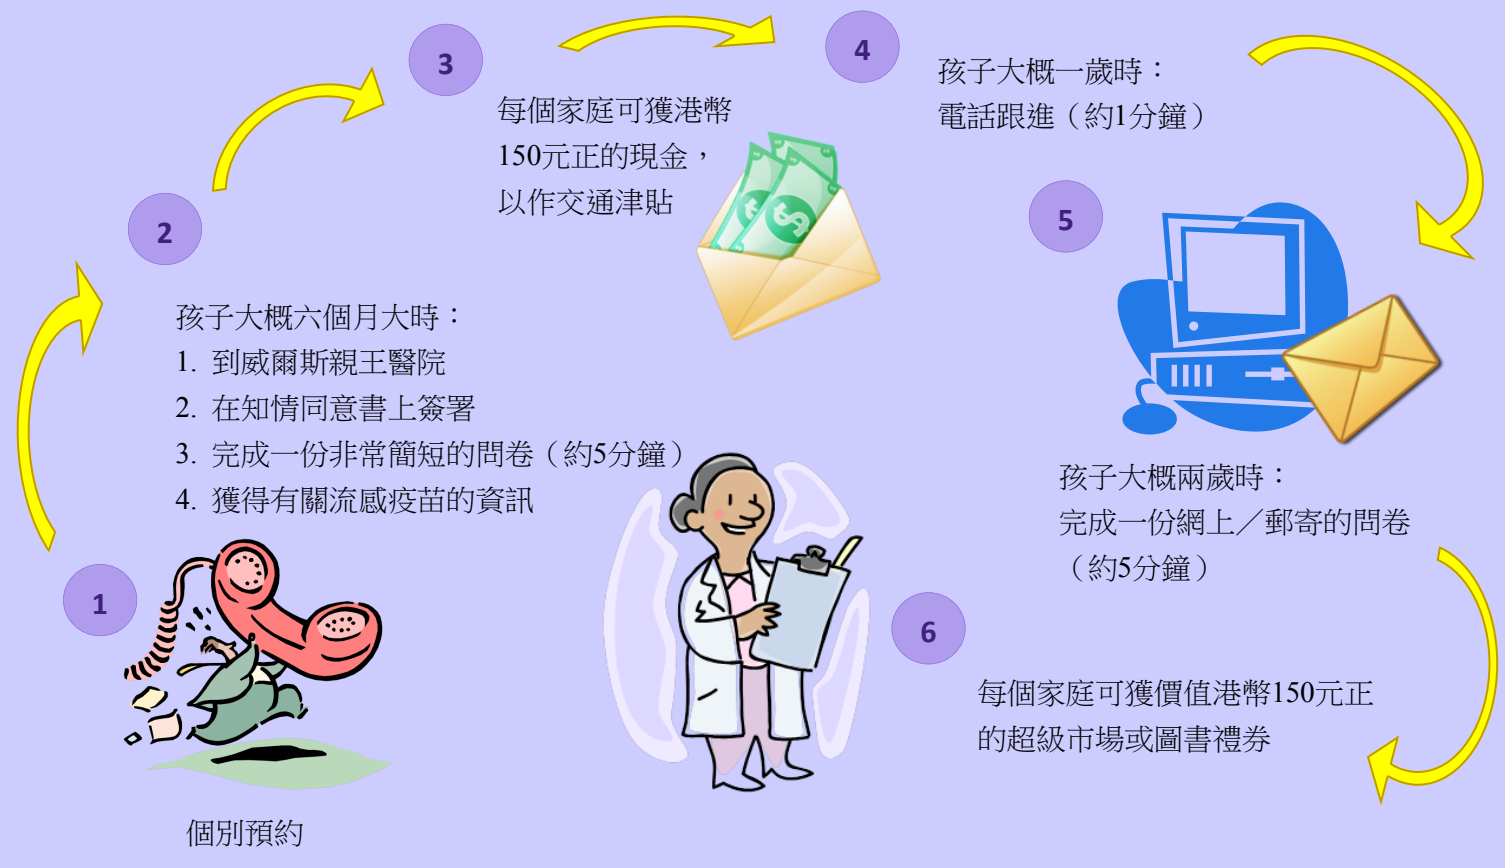 1
個別預約
2
孩子大概六個月大時：
1. 到威爾斯親王醫院
2. 在知情同意書上簽署
3. 完成一份非常簡短的問卷（約5分鐘）
4. 獲得有關流感疫苗的資訊
3
每個家庭可獲港幣
150元正的現金，
以作交通津貼
4
孩子大概一歲時：
電話跟進（約1分鐘）
5
孩子大概兩歲時：
完成一份網上／郵寄的問卷
（約5分鐘）
6
每個家庭可獲價值港幣150元正
的超級市場或圖書禮券